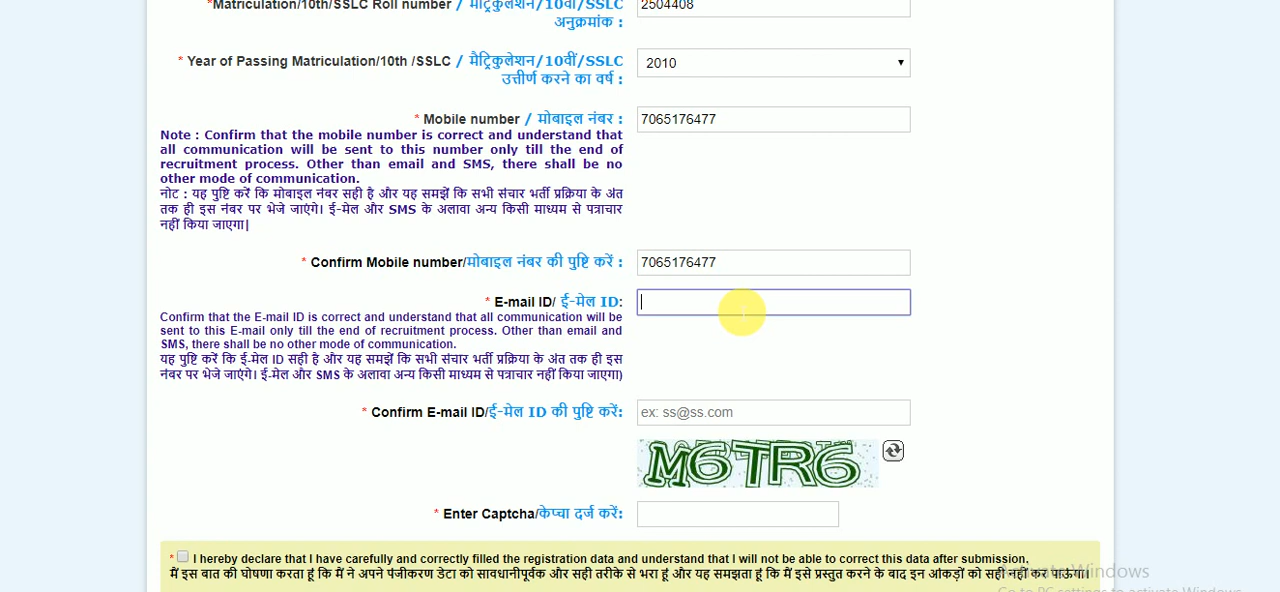 *Matriculation/10th/SSLC Roll number / मैट्रिकुलेशन/10वीं/SSLC
अनुक्रमांक :
2504408
* Year of Passing Matriculation/10th /SSLC / मैट्रिकुलेशन/10वीं/SSLC
उत्तीर्ण करने का वर्ष :
2010
* Mobile number / मोबाइल नंबर :
7065176477
Note : Confirm that the mobile number is correct and understand that
all communication will be sent to this number only till the end of
recruitment process. Other than email and SMS, there shall be no
other mode of communication.
नोट : यह पुष्टि करें कि मोबाइल नंबर सही है और यह समझें कि सभी संचार भर्ती प्रक्रिया के अंत
तक ही इस नंबर पर भेजे जाएंगे। ई-मेल और SMS के अलावा अन्य किसी माध्यम से पत्राचार
नहीं किया जाएगा|
* Confirm Mobile number/मोबाइल नंबर की पुष्टि करें :
7065176477
* E-mail ID/ ई-मेल ID:
Confirm that the E-mail ID is correct and understand that all communication will be
sent to this E-mail only till the end of recruitment process. Other than email and
SMS, there shall be no other mode of communication.
यह पुष्टि करें कि ई-मेल ID सही है और यह समझें कि सभी संचार भर्ती प्रक्रिया के अंत तक ही इस
नंबर पर भेजे जाएंगे। ई-मेल और SMS के अलावा अन्य किसी माध्यम से पत्राचार नहीं किया जाएगा)
* Confirm E-mail ID/ई-मेल ID की पुष्टि करें:
ex: ss@ss.com
M6TR6
* Enter Captcha/केप्चा दर्ज करें:
* I hereby declare that I have carefully and correctly filled the registration data and understand that I will not be able to correct this data after submission,
मैं इस बात की घोषणा करता हूं कि मैं ने अपने पंजीकरण डेटा को सावधानीपूर्वक और सही तरीके से भरा हूं और यह समझता हूं कि मैं इसे प्रस्तुत करने के बाद इन आंकड़ों को सही नहीं कर पाऊंगा।
Activate Windows
Go to PC settings to activate Windows.